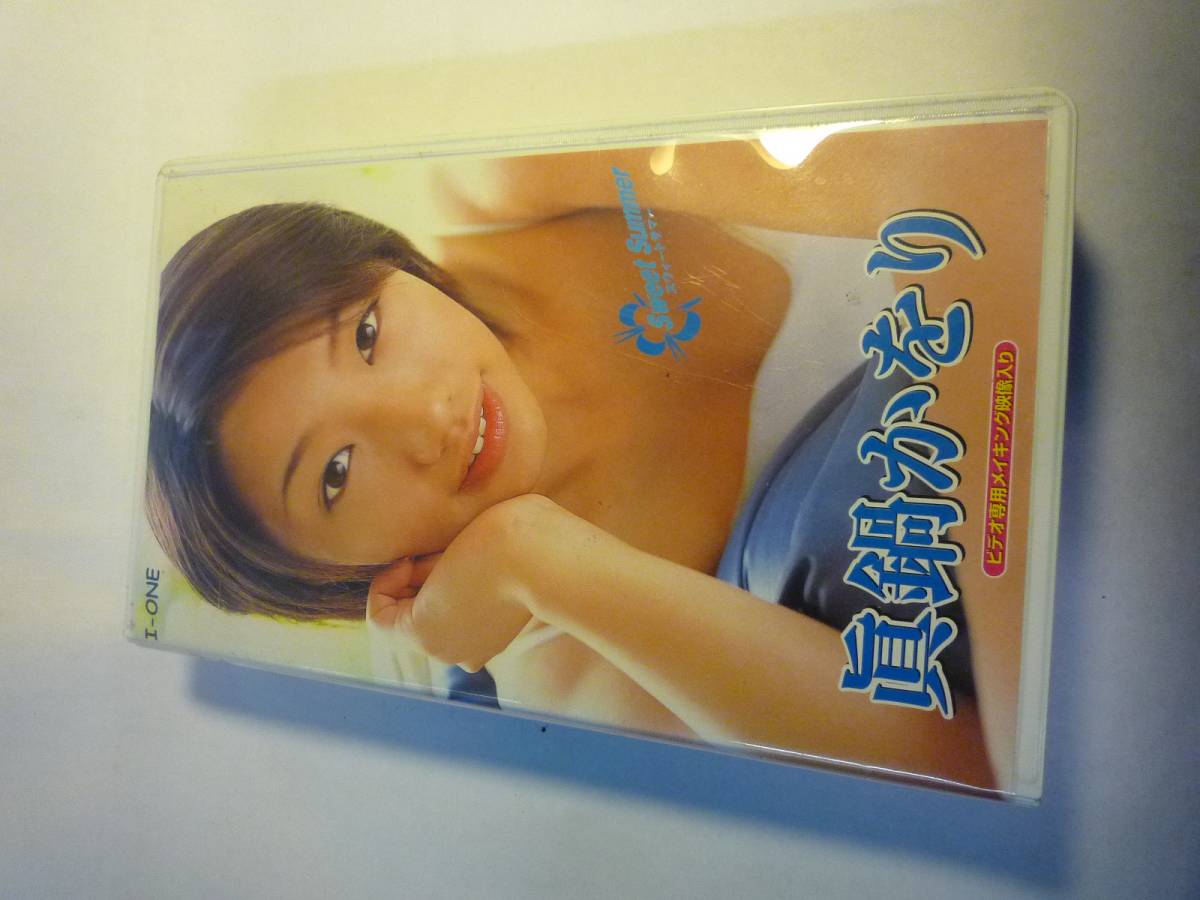 I-ONE
Sweet Summer
スウィートサマー
眞鍋かをり
ビデオ専用メイキング映像入り